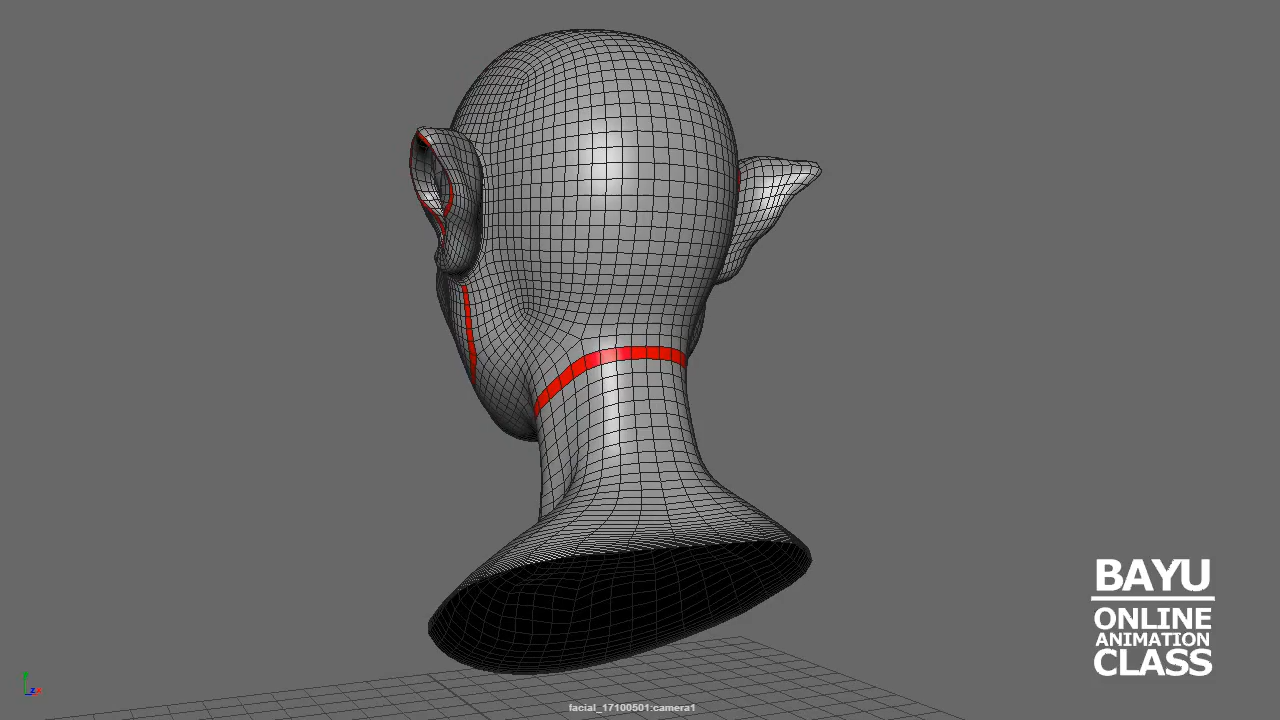 BAYU
ONLINE
ANIMATION
CLASS
facial_17100501:camera1